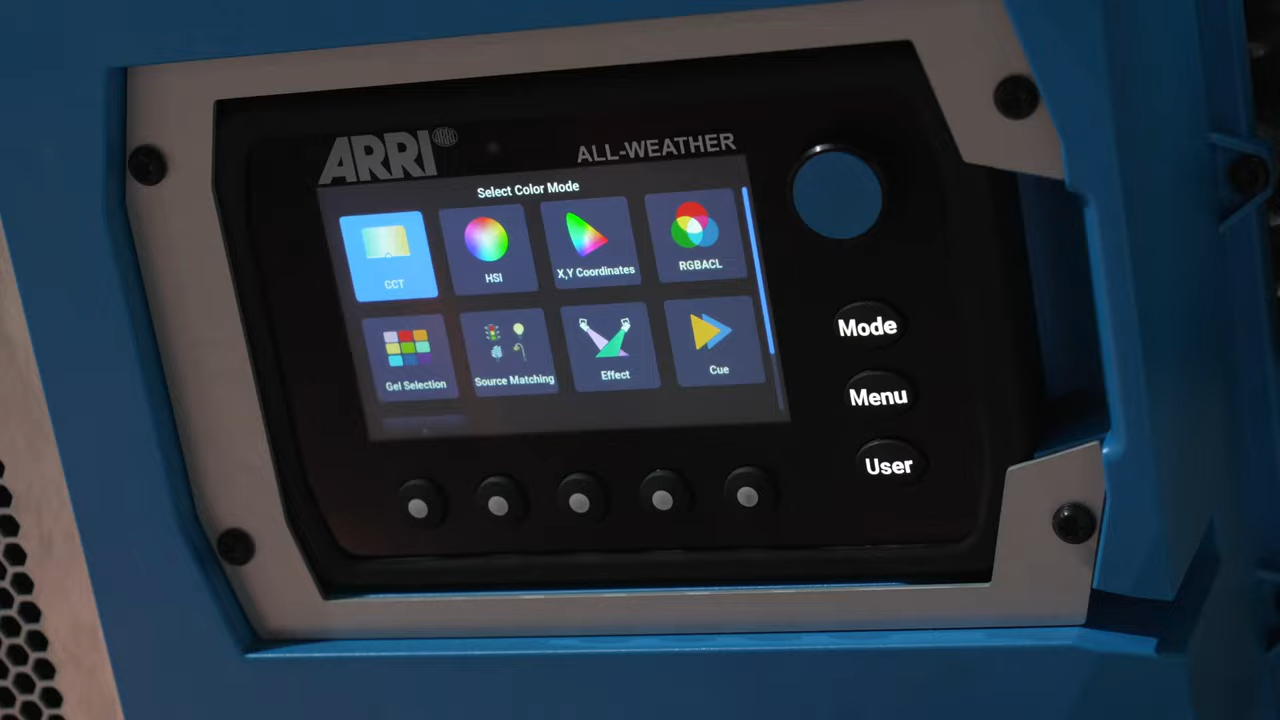 ARRI ARRI
ALL-WEATHER
Select Color Mode
CCT
HSI
X,Y Coordinates
RGBACL
Gel Selection
Source Matching
Effect
Cue
Mode
Menu
User